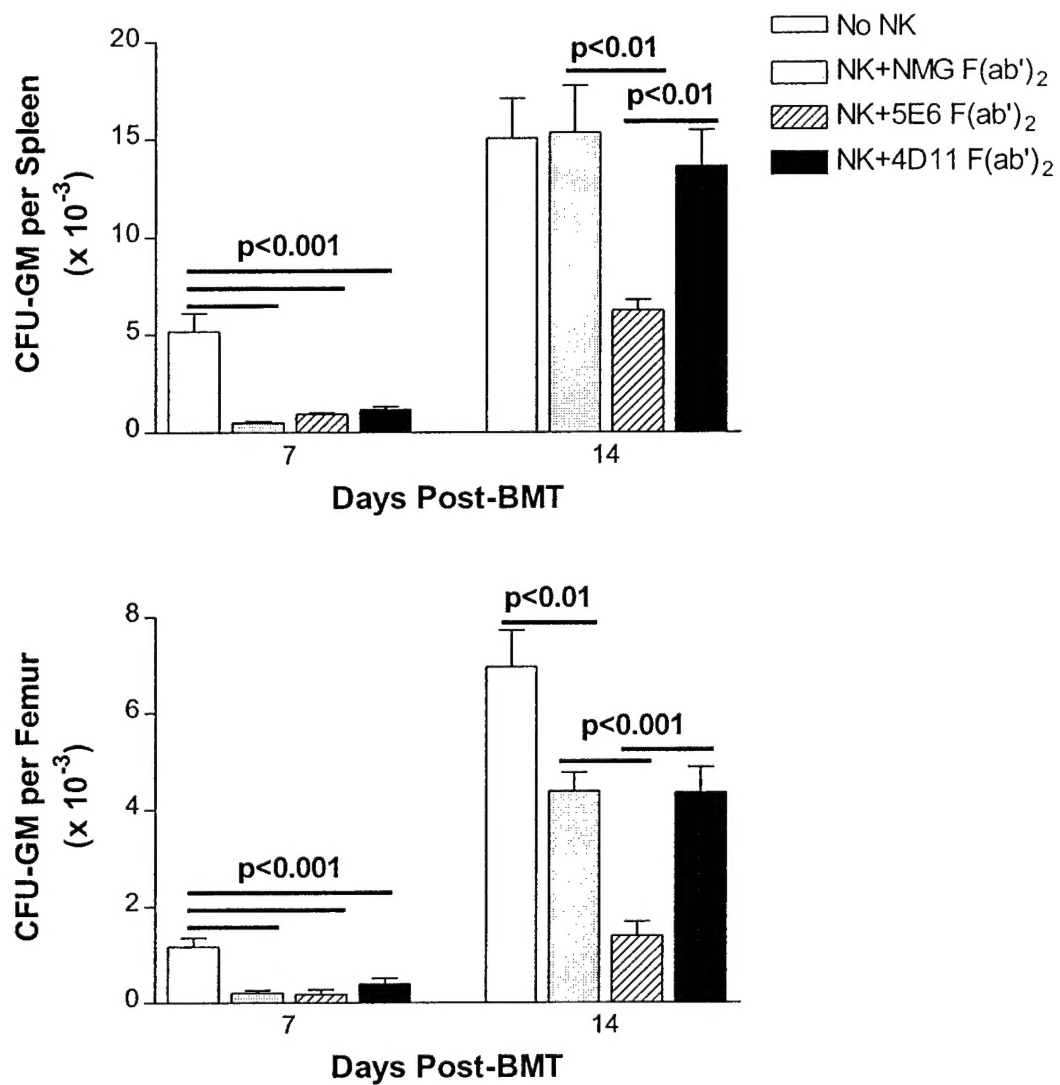 No NK
NK+NMG F(ab')2
NK+5E6 F(ab')2
NK+4D11 F(ab')2
CFU-GM per Spleen
(x 10-3)
20
15
10
5
0
p<0.01
p<0.01
p<0.001
7
14
Days Post-BMT
CFU-GM per Femur
(x 10-3)
8
6
4
2
0
p<0.01
p<0.001
p<0.001
7
14
Days Post-BMT